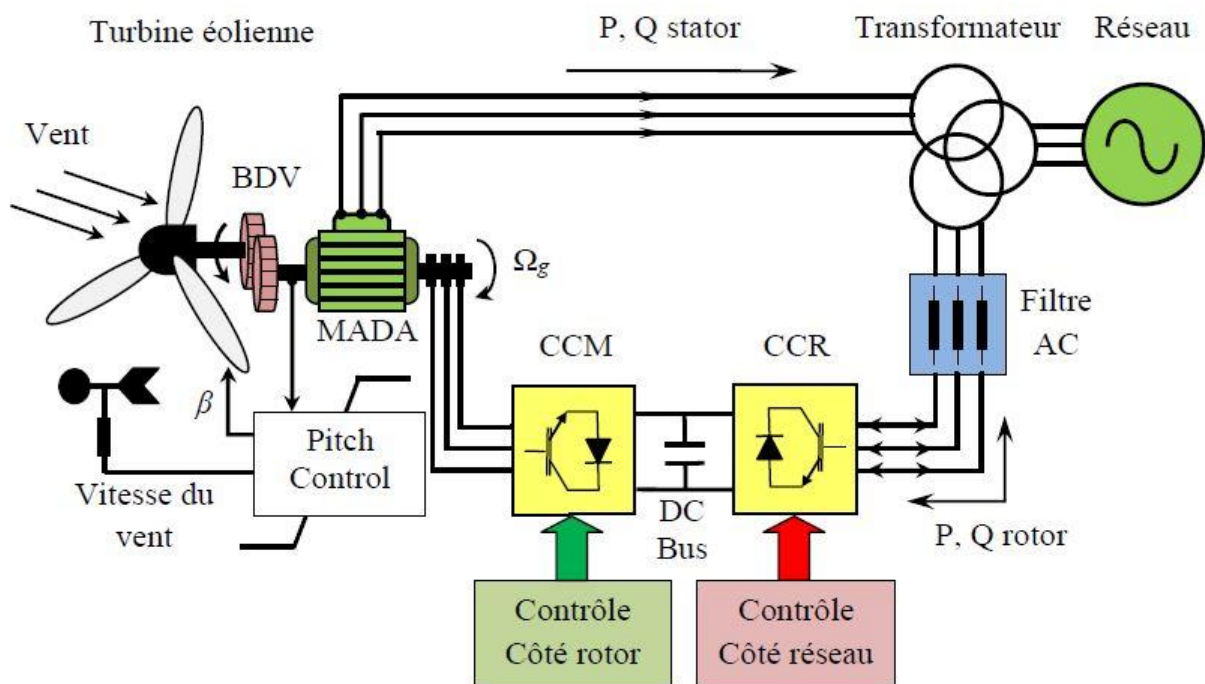 Turbine éolienne
P, Q stator
Transformateur
Réseau
Vent
BDV
Ω_g
MADA
CCM
CCR
Filtre
AC
β
Pitch
Control
Vitesse du
vent
DC
Bus
P, Q rotor
Contrôle
Côté rotor
Contrôle
Côté réseau